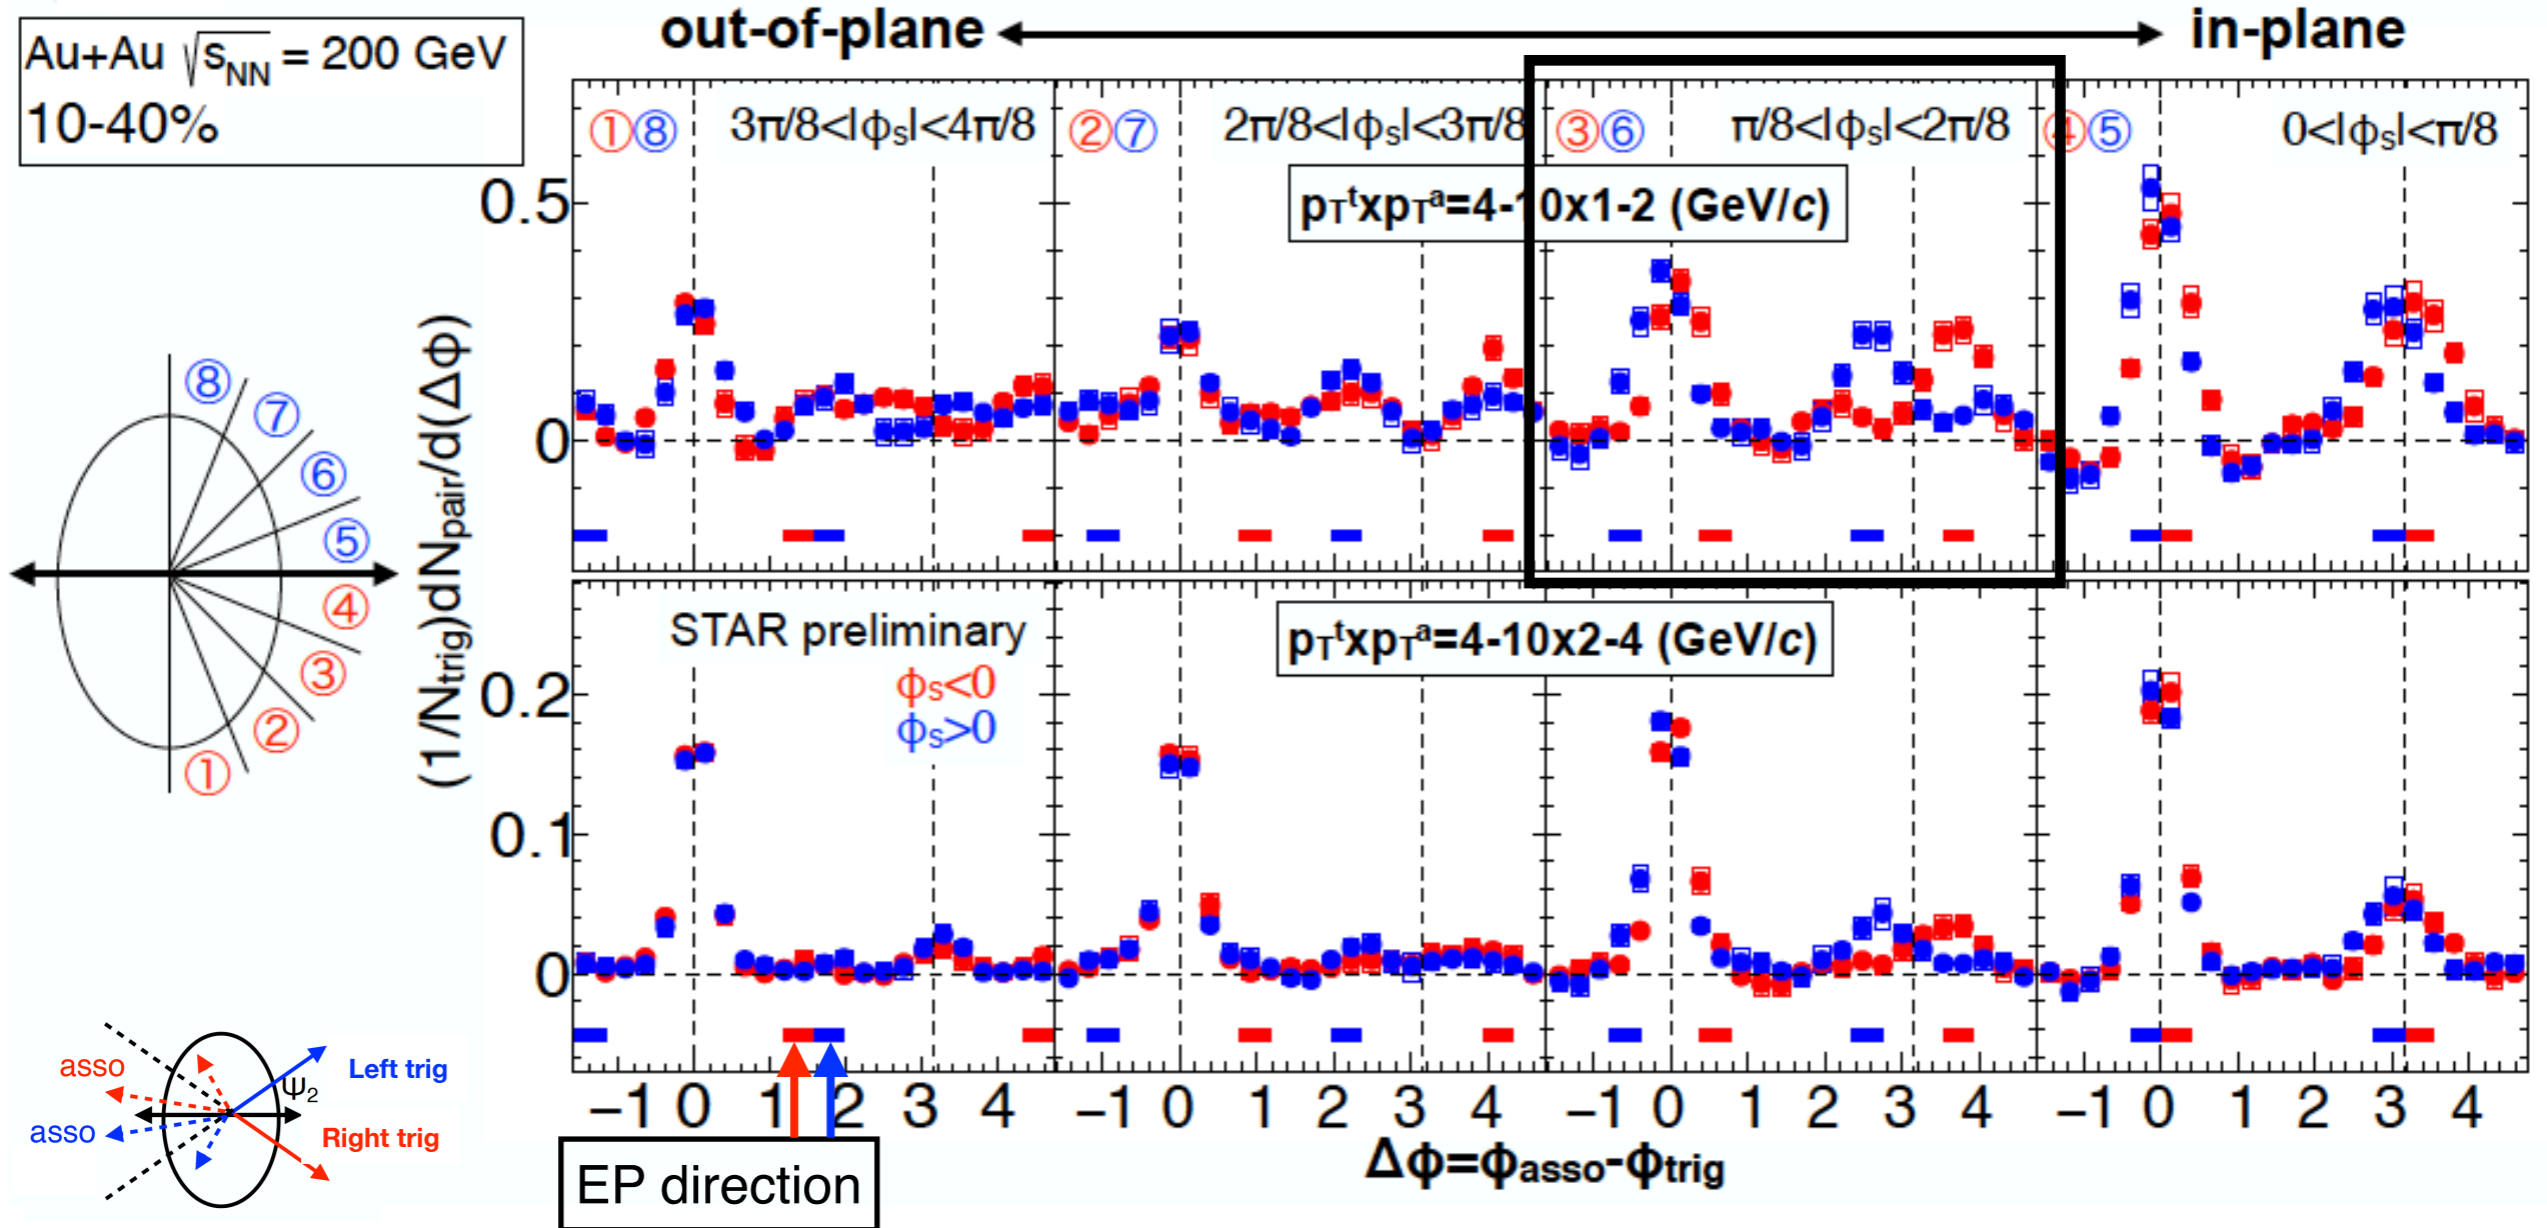 out-of-plane
in-plane
Au+Au √sNN = 200 GeV
10-40%
①⑧ 3π/8<|ϕs|<4π/8
②⑦ 2π/8<|ϕs|<3π/8
③⑥ π/8<|ϕs|<2π/8
④⑤ 0<|ϕs|<π/8
pTtxpTa=4-10x1-2 (GeV/c)
0.5
0
(1/Ntrig)dNpair/d(Δϕ)
⑧
⑦
⑥
⑤
④
③
②
①
STAR preliminary
ϕs<0
ϕs>0
pTtxpTa=4-10x2-4 (GeV/c)
0.2
0.1
0
−1 0 1 2 3 4
−1 0 1 2 3 4
−1 0 1 2 3 4
−1 0 1 2 3 4
Δϕ=ϕasso-ϕtrig
EP direction
asso
asso
Left trig
Ψ2
Right trig